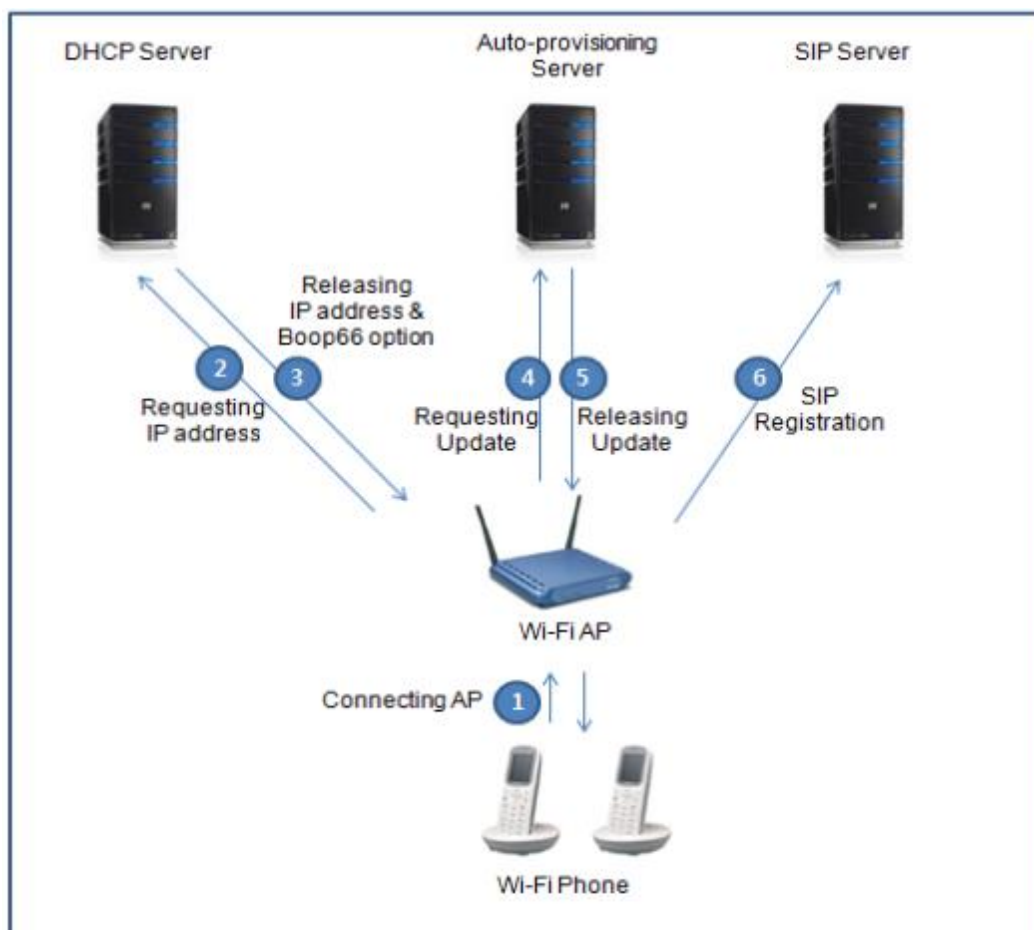 DHCP Server
Auto-provisioning
Server
SIP Server
Releasing
IP address &
Boop66 option
2
3
4
5
6
Requesting
IP address
Requesting
Update
Releasing
Update
SIP
Registration
Wi-Fi AP
Connecting AP
1
Wi-Fi Phone